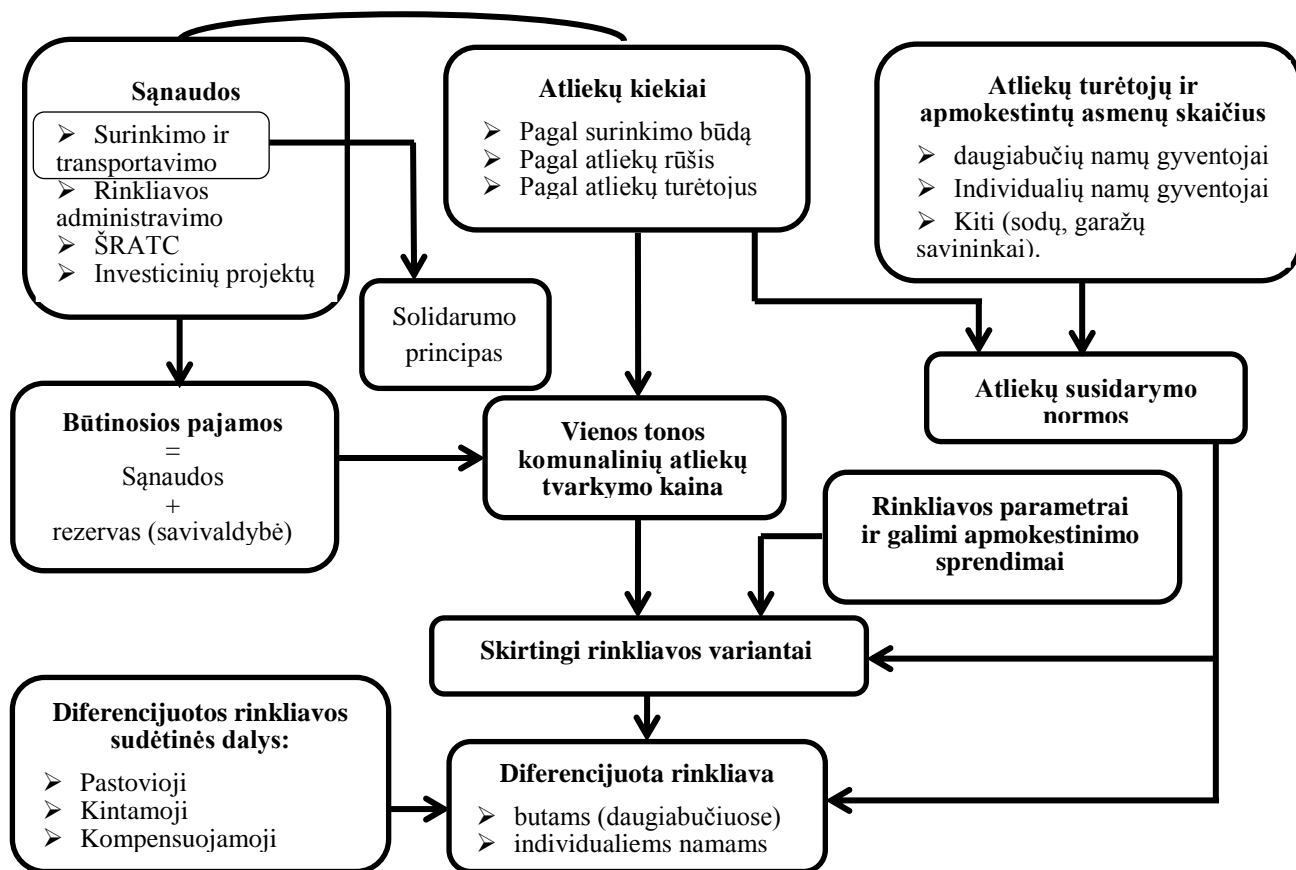 Sąnaudos
➢ Surinkimo ir
transportavimo
➢ Rinkliavos
administravimo
➢ ŠRATC
➢ Investicinių projektų
Atliekų kiekiai
➢ Pagal surinkimo būdą
➢ Pagal atliekų rūšis
➢ Pagal atliekų turėtojus
Atliekų turėtojų ir
apmokestintų asmenų skaičius
➢ daugiabučių namų gyventojai
➢ Individualių namų gyventojai
➢ Kiti (sodų, garažų
savininkai).
Solidarumo
principas
Atliekų susidarymo
normos
Būtinosios pajamos
=
Sąnaudos
+
rezervas (savivaldybė)
Vienos tonos
komunalinių atliekų
tvarkymo kaina
Rinkliavos parametrai
ir galimi apmokestinimo
sprendimai
Skirtingi rinkliavos variantai
Diferencijuotos rinkliavos
sudėtinės dalys:
➢ Pastovioji
➢ Kintamoji
➢ Kompensuojamoji
Diferencijuota rinkliava
➢ butams (daugiabučiuose)
➢ individualiems namams